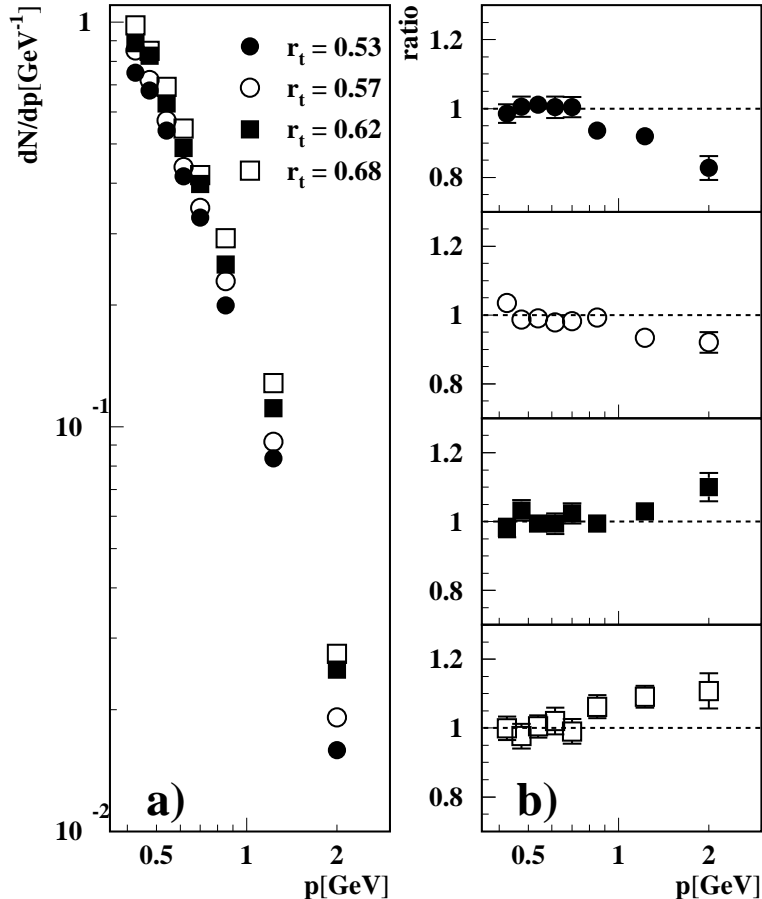 dN/dp[GeV⁻¹]
1
10 -1
10 -2
r_t = 0.53
r_t = 0.57
r_t = 0.62
r_t = 0.68
a)
0.5 1 2
p[GeV]
ratio
1.2
1
0.8
1.2
1
0.8
1.2
1
0.8
1.2
1
0.8
b)
0.5 1 2
p[GeV]